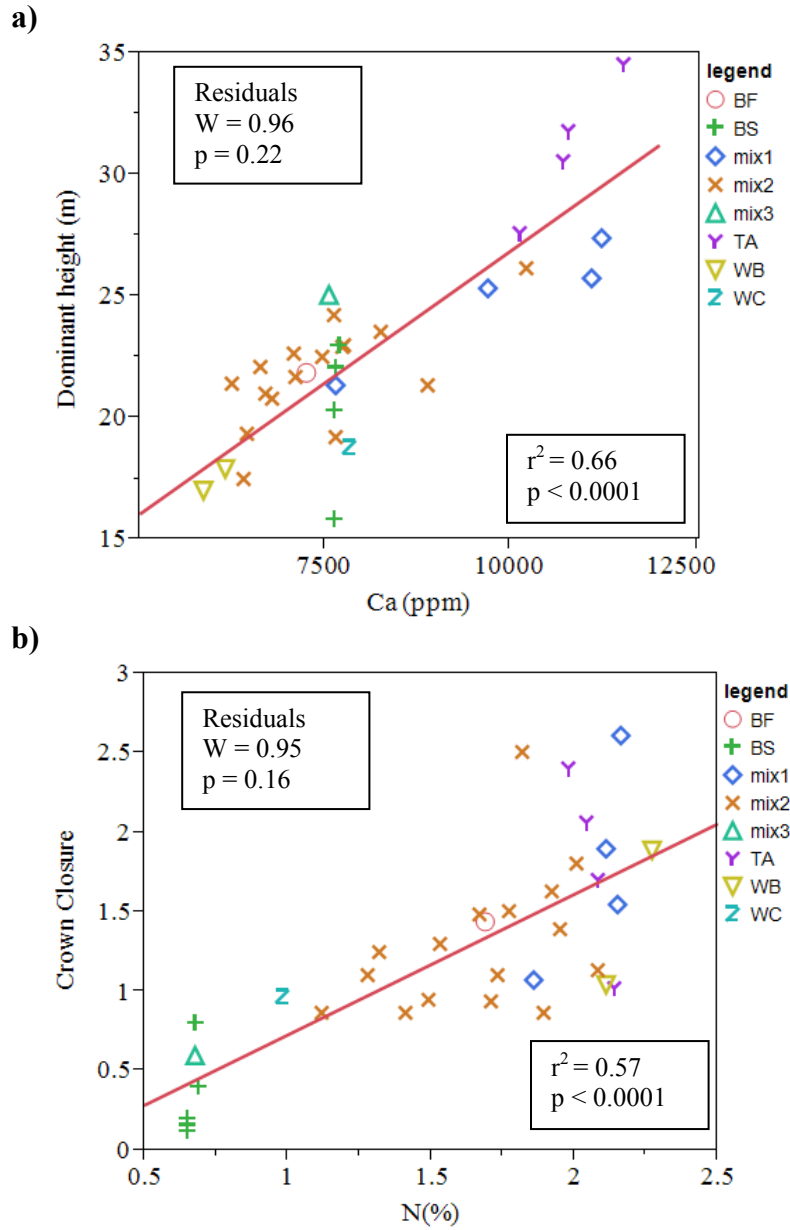 a)
35
30
25
20
15
Dominant height (m)
Residuals
W = 0.96
p = 0.22
r² = 0.66
p < 0.0001
7500
10000
12500
Ca (ppm)
legend
BF
BS
mix1
mix2
mix3
TA
WB
WC
b)
3
2.5
2
1.5
1
0.5
0
Crown Closure
Residuals
W = 0.95
p = 0.16
r² = 0.57
p < 0.0001
0.5
1
1.5
2
2.5
N(%)
legend
BF
BS
mix1
mix2
mix3
TA
WB
WC